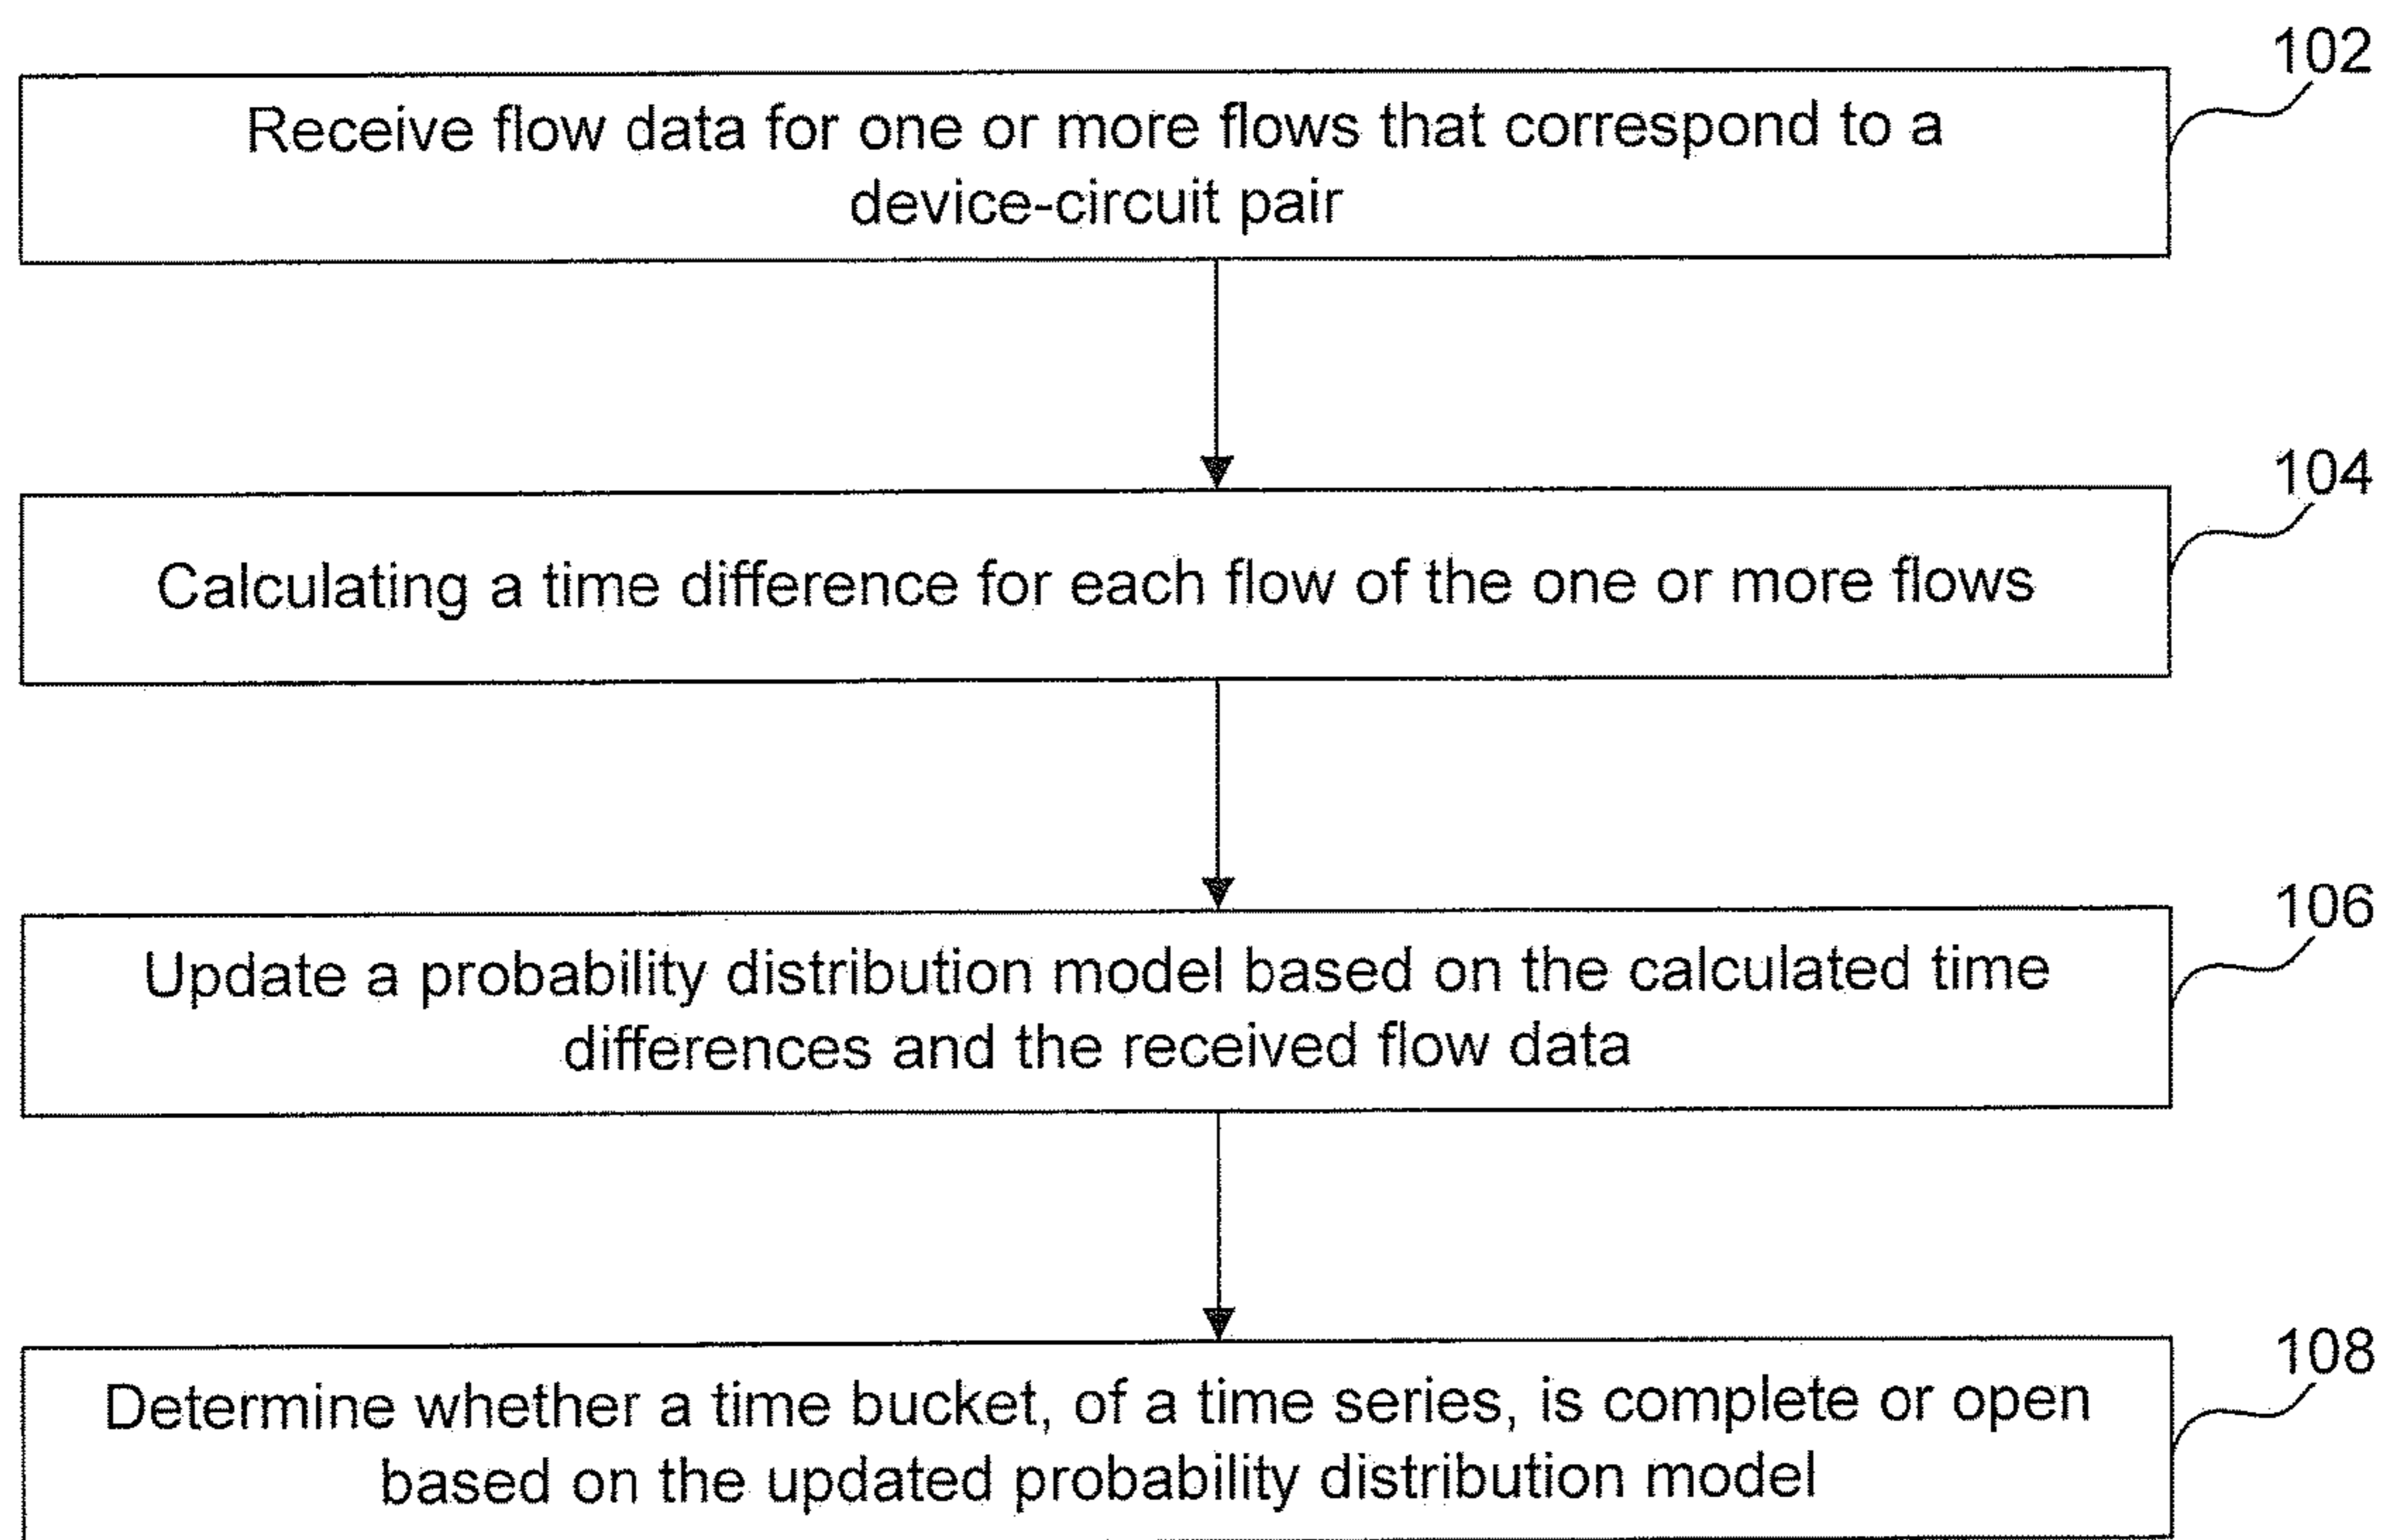 102
Receive flow data for one or more flows that correspond to a
device-circuit pair
104
Calculating a time difference for each flow of the one or more flows
106
Update a probability distribution model based on the calculated time
differences and the received flow data
108
Determine whether a time bucket, of a time series, is complete or open
based on the updated probability distribution model